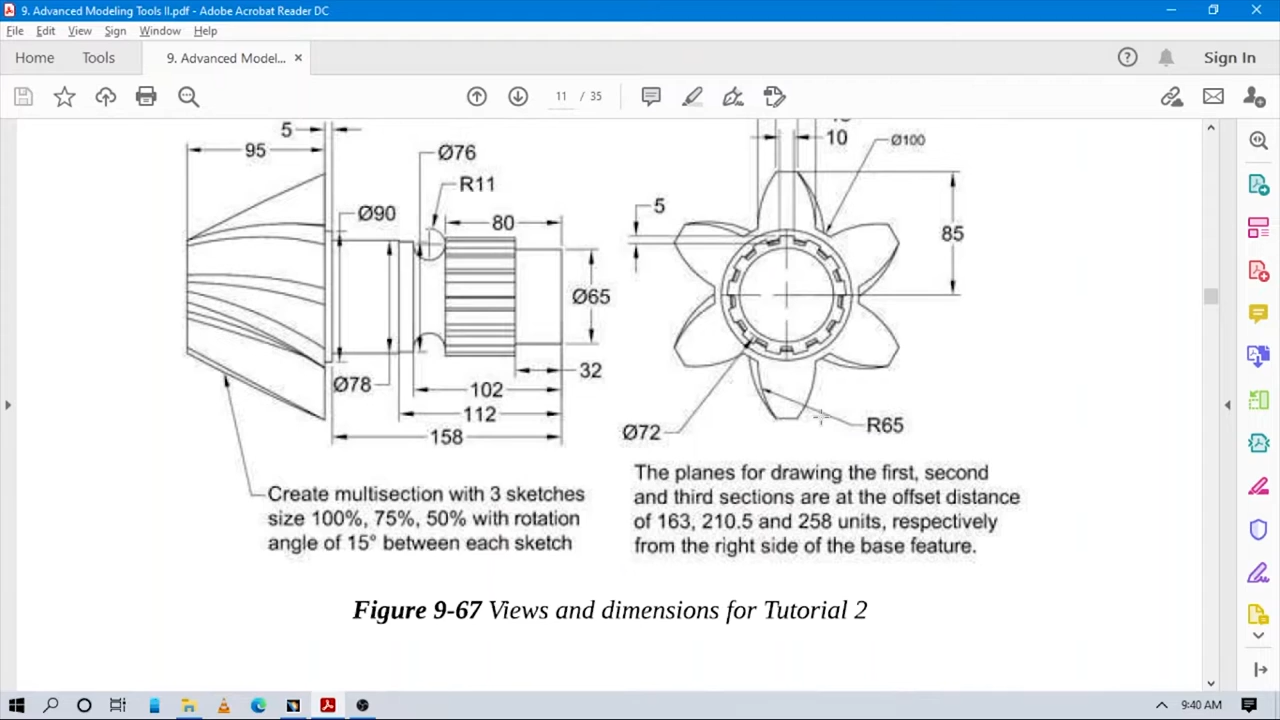 9. Advanced Modeling Tools II.pdf - Adobe Acrobat Reader DC
File Edit View Sign Window Help
Home Tools 9. Advanced Model... × Sign In
11 / 35
5
95
Ø76
R11
Ø90
80
Ø65
32
Ø78
102
112
158
10
Ø100
5
85
Ø72
R65
Create multisection with 3 sketches
size 100%, 75%, 50% with rotation
angle of 15° between each sketch
The planes for drawing the first, second
and third sections are at the offset distance
of 163, 210.5 and 258 units, respectively
from the right side of the base feature.
Figure 9-67 Views and dimensions for Tutorial 2
9:40 AM